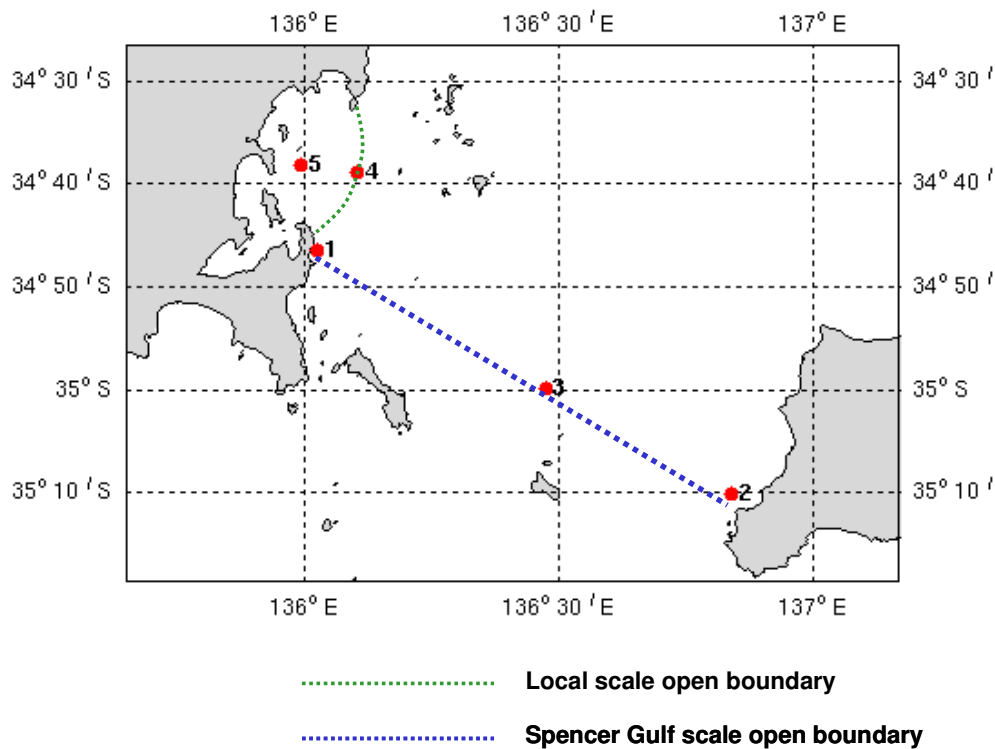 136° E 136° 30 ' E 137° E
34° 30 ' S 34° 30 '
5
4
34° 40 ' S 34° 40 ' S
1
34° 50 ' S 34° 50 ' S
3
35° S 35° S
2
35° 10 ' S 35° 10 '
136° E 136° 30 ' E 137° E
Local scale open boundary
Spencer Gulf scale open boundary